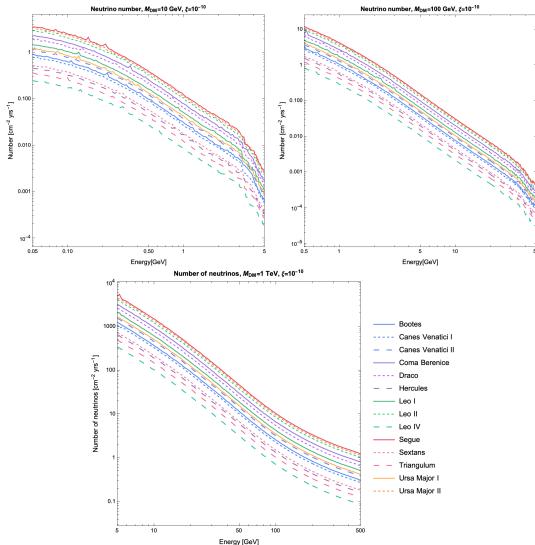 Neutrino number, MDM=10 GeV, ξ=10^-10
Number [cm^-2 yrs^-1]
1
0.100
0.010
0.001
10^-4
0.05 0.10 0.50 1 5
Energy[GeV]
Neutrino number, MDM=100 GeV, ξ=10^-10
Number [cm^-2 yrs^-1]
10
1
0.100
0.010
0.001
10^-4
10^-5
0.5 1 5 10 5
Energy[GeV]
Number of neutrinos, MDM=1 TeV, ξ=10^-10
Number of neutrinos [cm^-2 yrs^-1]
10^4
1000
100
10
1
0.1
5 10 50 100 500
Energy [GeV]
Bootes
Canes Venatici I
Canes Venatici II
Coma Berenice
Draco
Hercules
Leo I
Leo II
Leo IV
Segue
Sextans
Triangulum
Ursa Major I
Ursa Major II